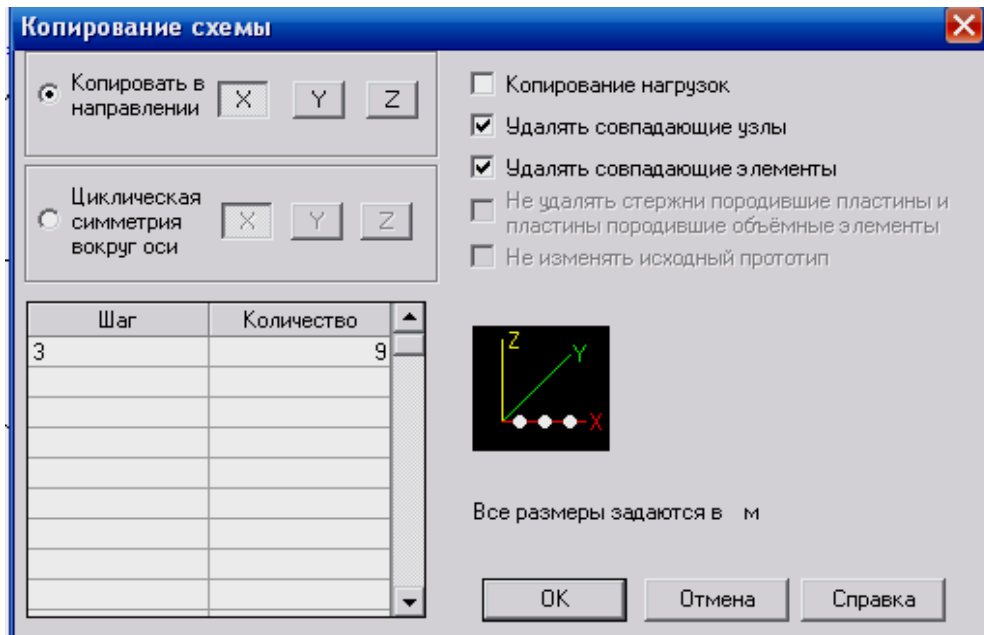 Копирование схемы
Копировать в
направлении
X Y Z
Циклическая
симметрия
вокруг оси
X Y Z
Копирование нагрузок
Удалять совпадающие узлы
Удалять совпадающие элементы
Не удалять стержни породившие пластины и
пластины породившие объёмные элементы
Не изменять исходный прототип
Шаг Количество
3 9
Z
Y
X
Все размеры задаются в м
OK Отмена Справка